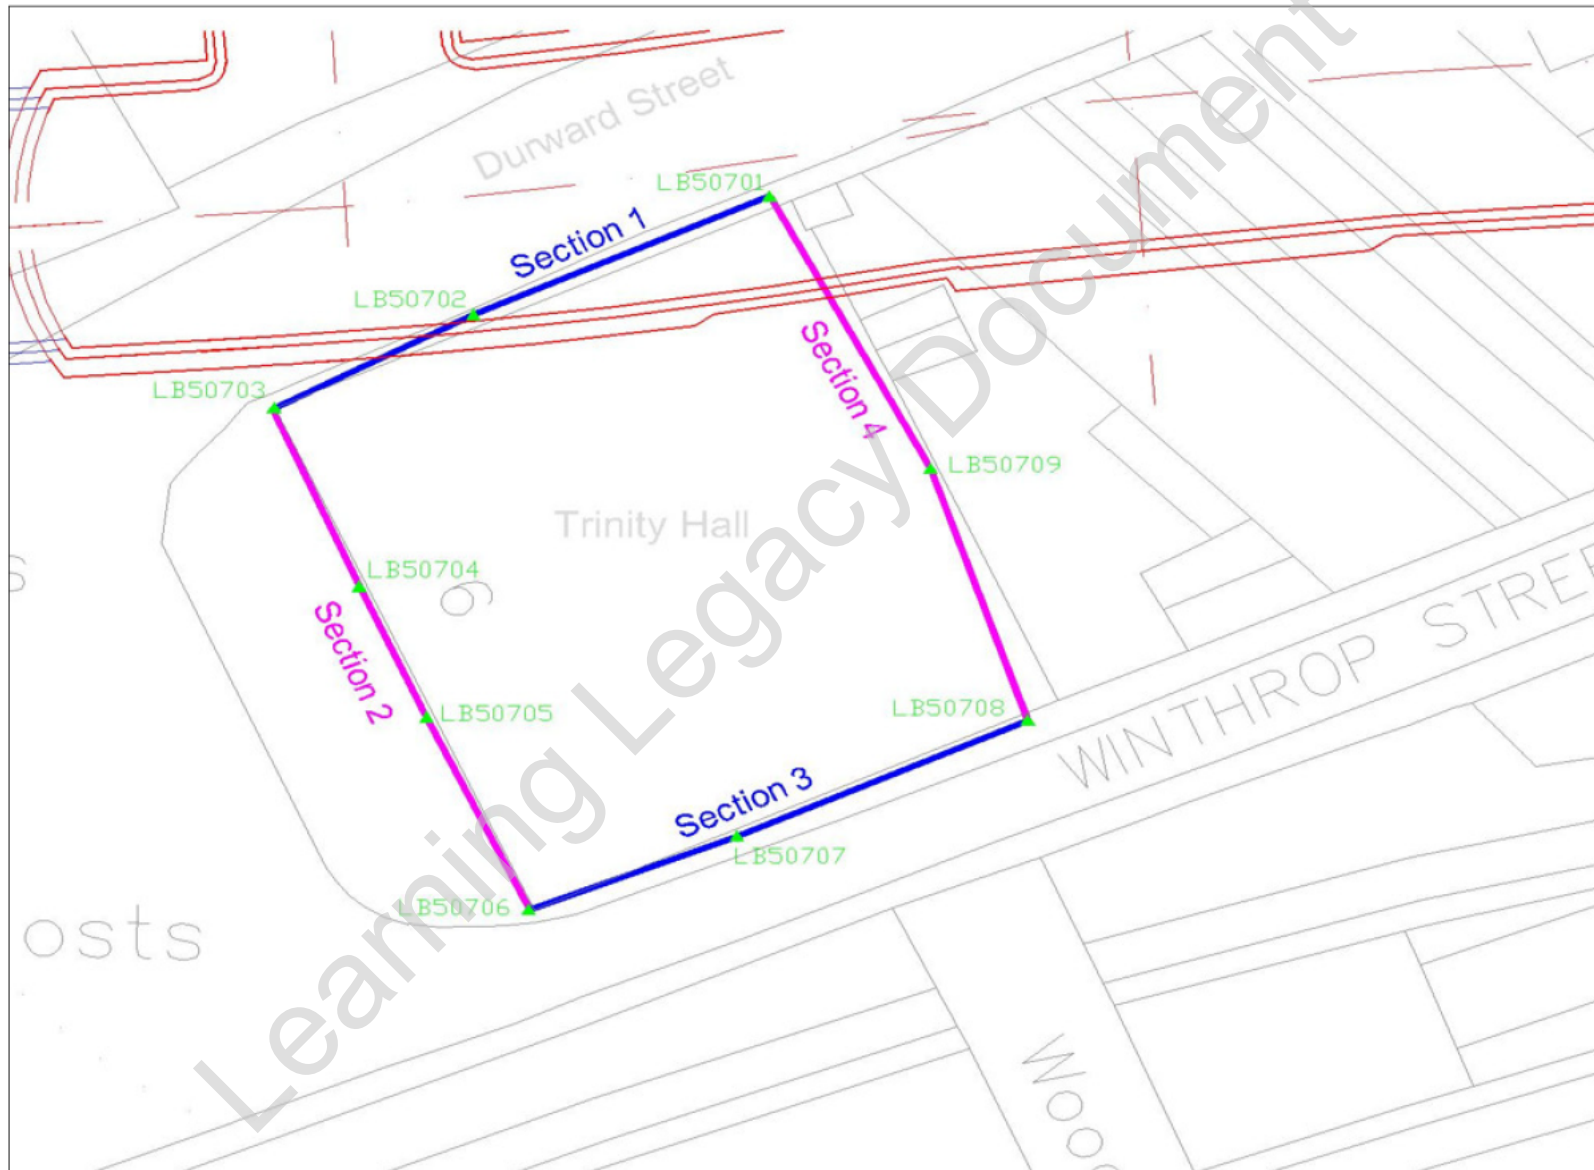 Durward Street
LB50701
Section 1
LB50702
LB50703
Section 4
LB50709
Trinity Hall
LB50704
6
Section 2
LB50705
LB50708
WINTHROP STREE
Section 3
LB50707
LB50706
osts
s
Woo
Learning Legacy Document